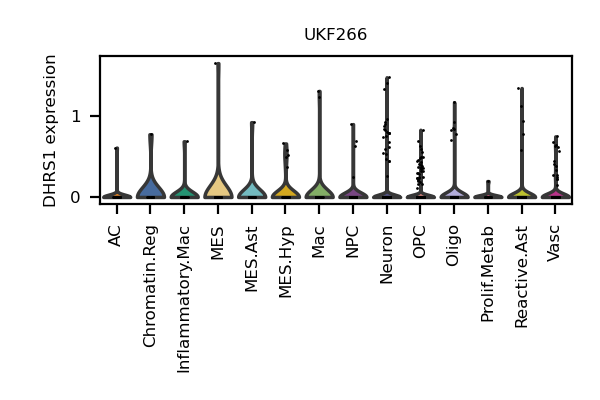 UKF266
DHRS1 expression
1
0
AC
Chromatin.Reg
Inflammatory.Mac
MES
MES.Ast
MES.Hyp
Mac
NPC
Neuron
OPC
Oligo
Prolif.Metab
Reactive.Ast
Vasc